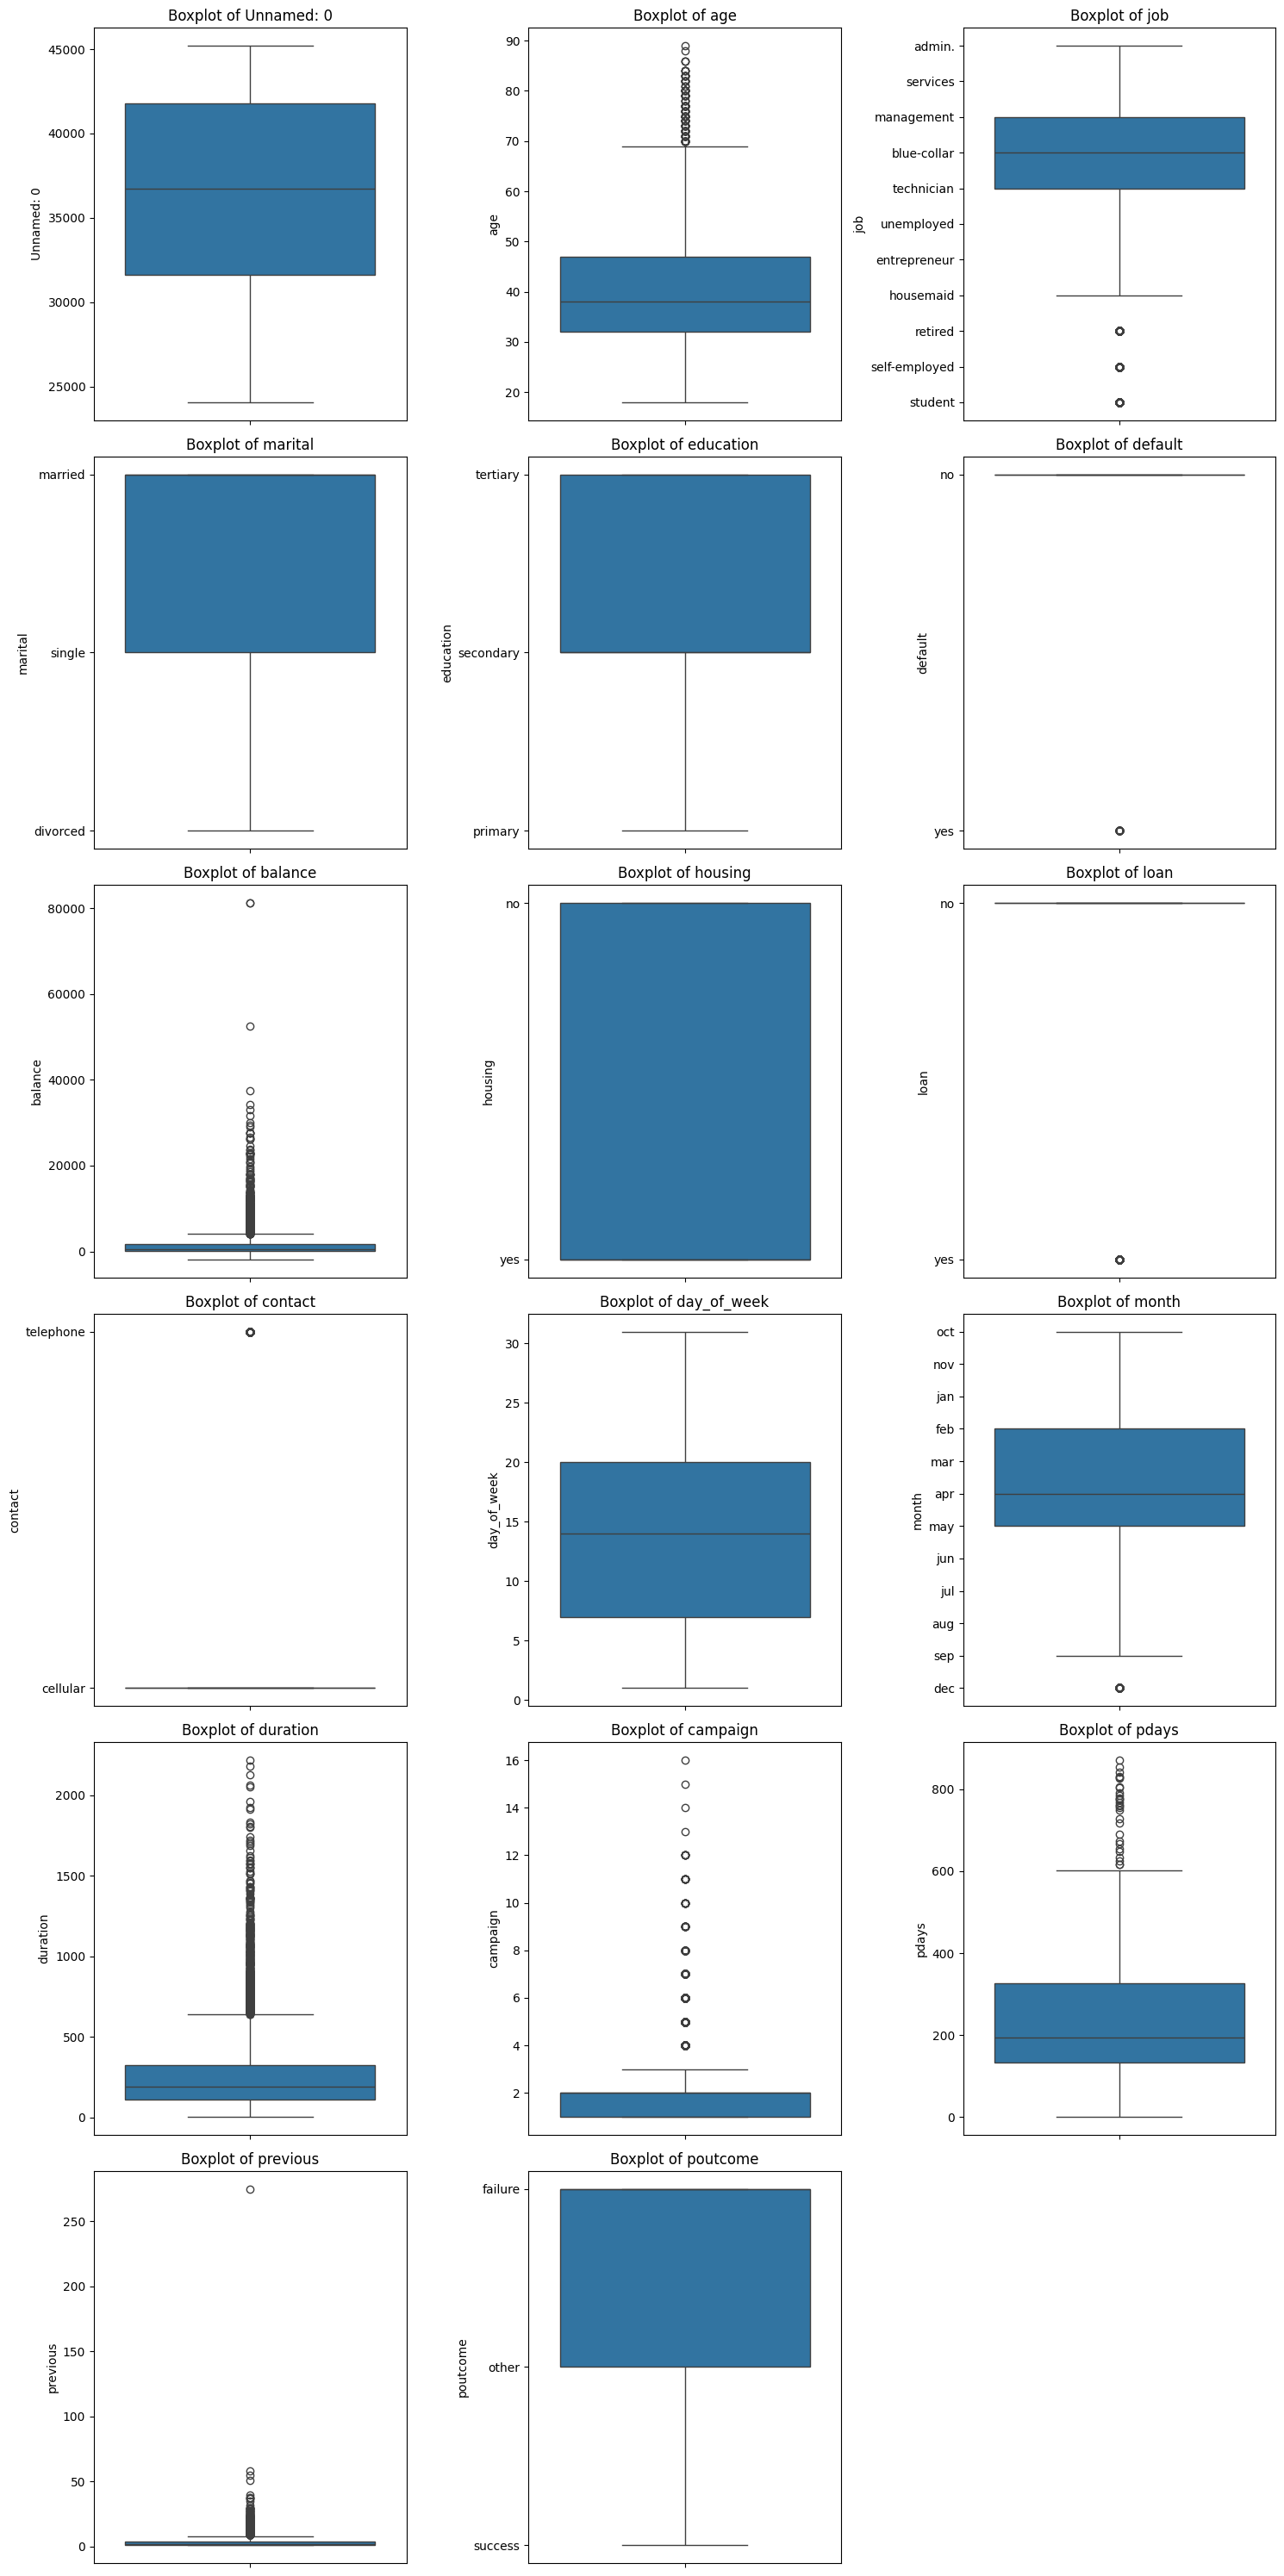 Boxplot of Unnamed: 0
45000
40000
35000
30000
25000
Unnamed: 0
Boxplot of age
90
80
70
60
50
40
30
20
age
Boxplot of job
admin.
services
management
blue-collar
technician
unemployed
entrepreneur
housemaid
retired
self-employed
student
job
Boxplot of marital
married
single
divorced
marital
Boxplot of education
tertiary
secondary
primary
education
Boxplot of default
no
yes
default
Boxplot of balance
80000
60000
40000
20000
0
balance
Boxplot of housing
no
yes
housing
Boxplot of loan
no
yes
loan
Boxplot of contact
telephone
cellular
contact
Boxplot of day_of_week
30
25
20
15
10
5
0
day_of_week
Boxplot of month
oct
nov
jan
feb
mar
apr
may
jun
jul
aug
sep
dec
month
Boxplot of duration
2000
1500
1000
500
0
duration
Boxplot of campaign
16
14
12
10
8
6
4
2
campaign
Boxplot of pdays
800
600
400
200
0
pdays
Boxplot of previous
250
200
150
100
50
0
previous
Boxplot of poutcome
failure
other
success
poutcome